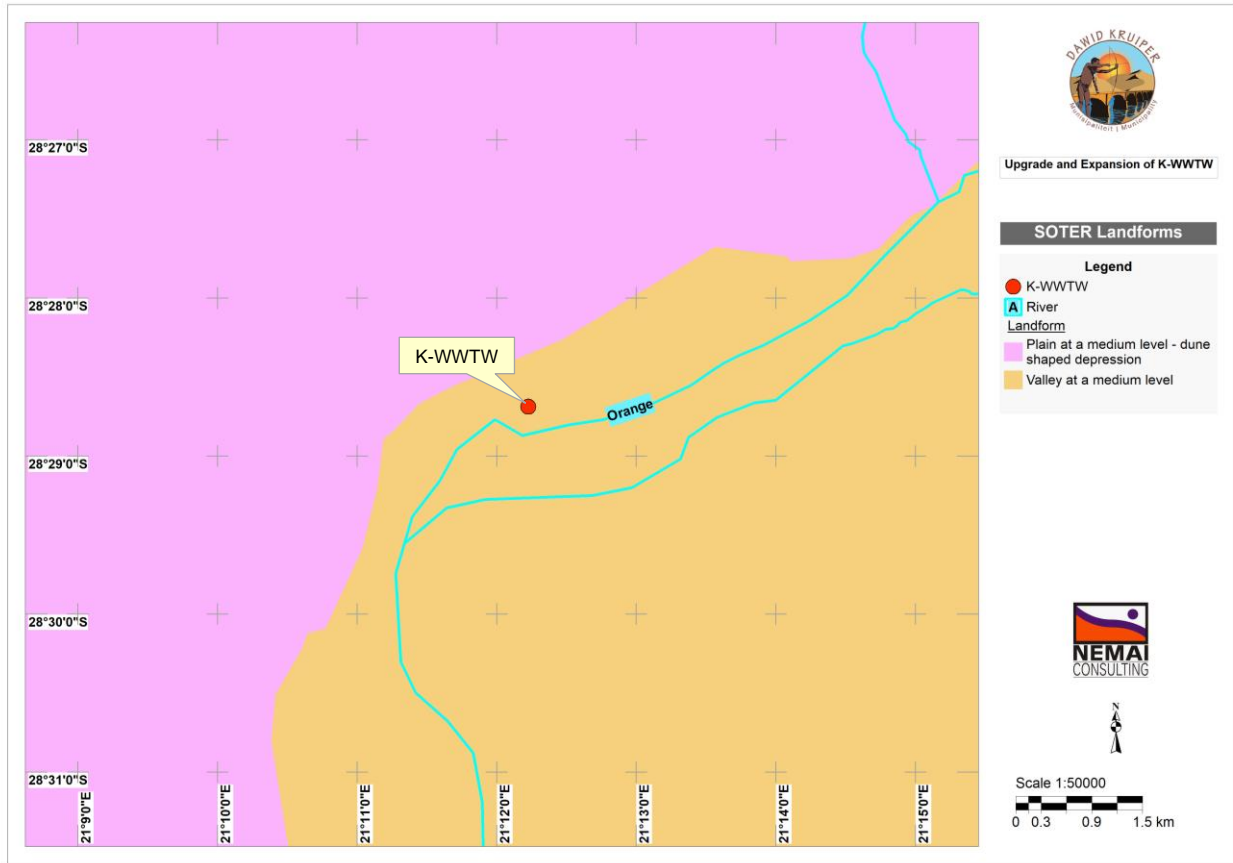 DAWID KRUIPER
Munisipaliteit | Municipality
Upgrade and Expansion of K-WWTW
SOTER Landforms
Legend
K-WWTW
A River
Landform
Plain at a medium level - dune
shaped depression
Valley at a medium level
28°27'0"S
28°28'0"S
K-WWTW
Orange
28°29'0"S
28°30'0"S
28°31'0"S
21°9'0"E
21°10'0"E
21°11'0"E
21°12'0"E
21°13'0"E
21°14'0"E
21°15'0"E
NEMAI
CONSULTING
N
Scale 1:50000
0 0.3 0.9 1.5 km